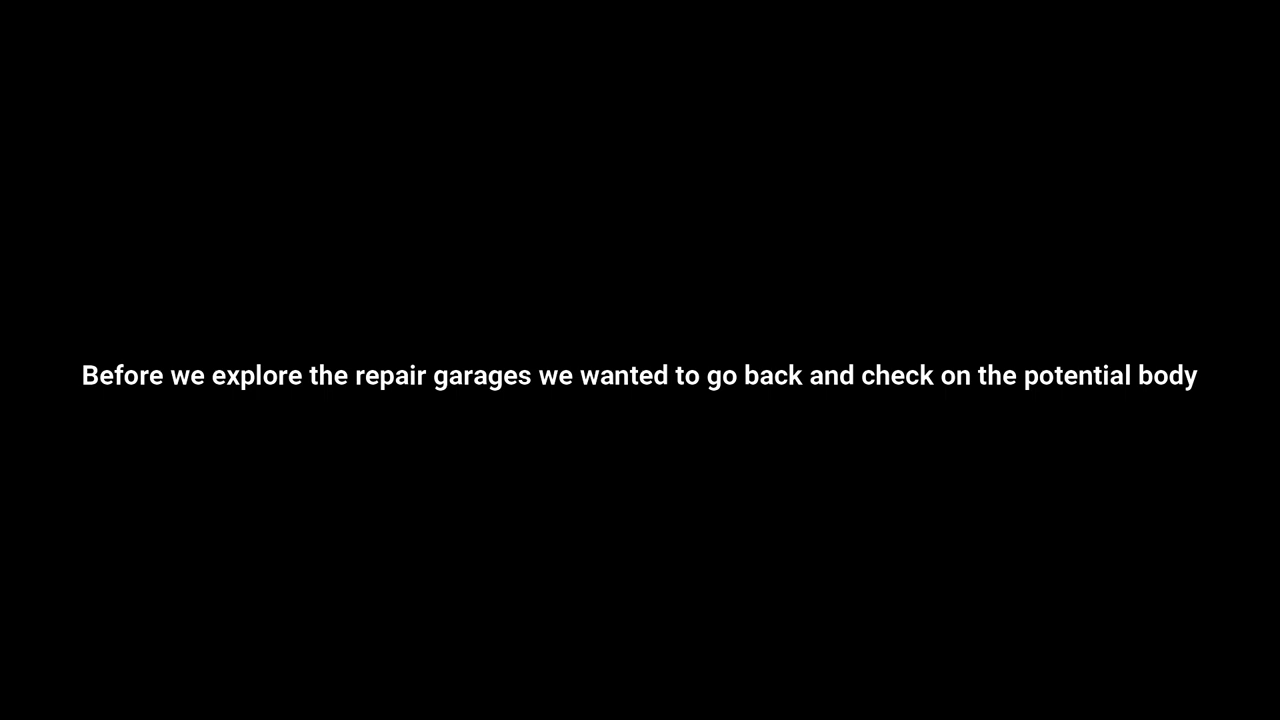 Before we explore the repair garages we wanted to go back and check on the potential body